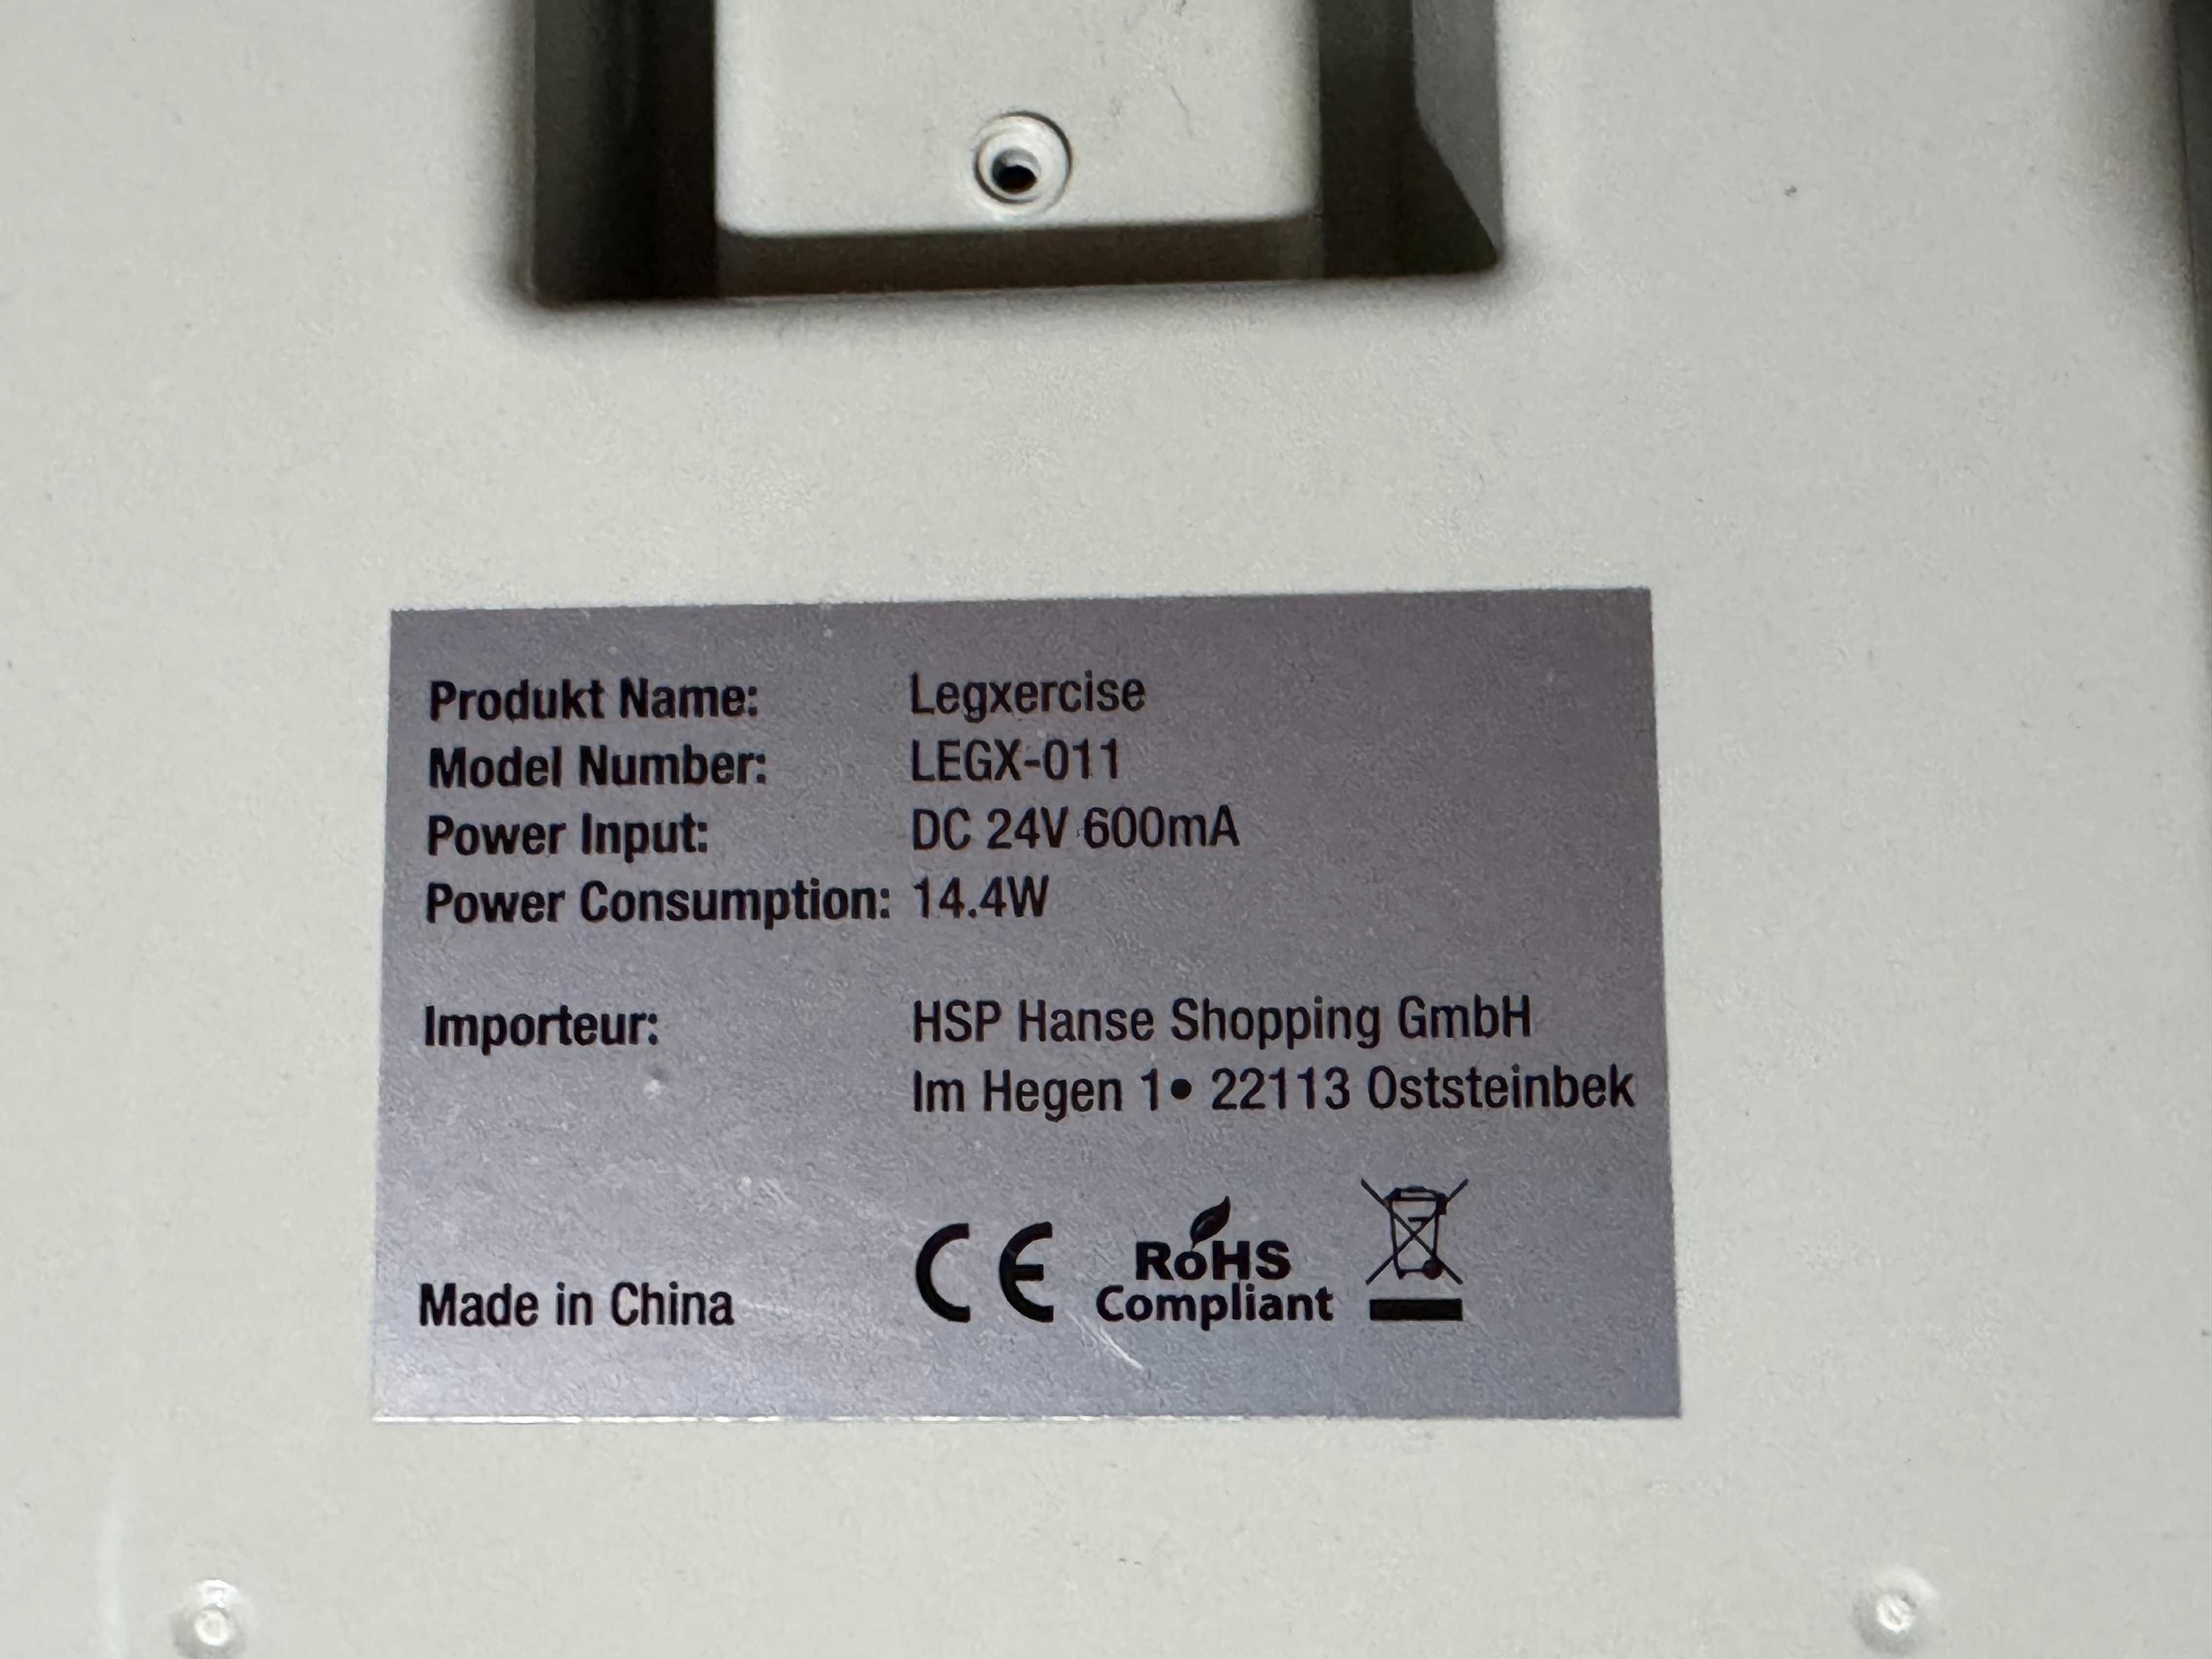 Produkt Name: Legxercise
Model Number: LEGX-011
Power Input: DC 24V 600mA
Power Consumption: 14.4W
Importeur: HSP Hanse Shopping GmbH
Im Hegen 1• 22113 Oststeinbek
Made in China CE RoHS
Compliant